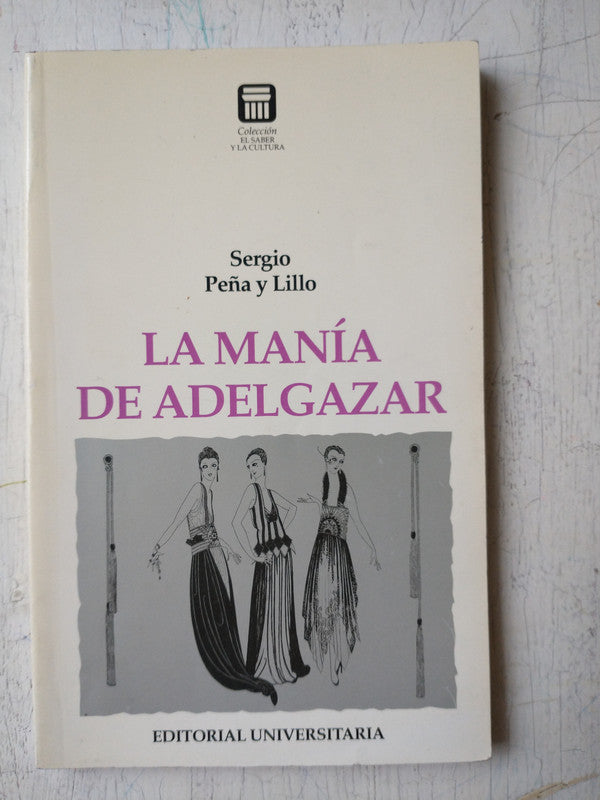 Colección
EL SABER
Y LA CULTURA
Sergio
Peña y Lillo
LA MANÍA
DE ADELGAZAR
EDITORIAL UNIVERSITARIA